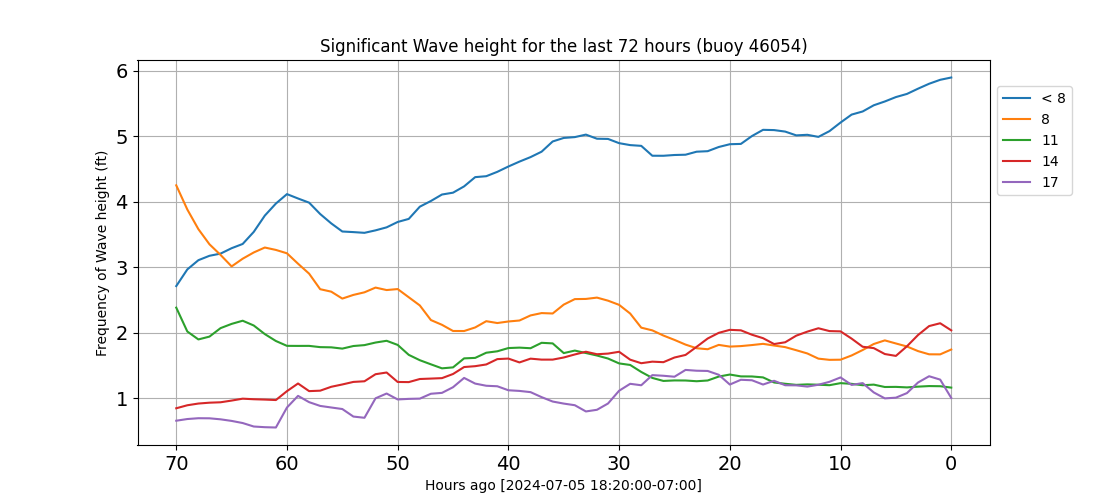 Significant Wave height for the last 72 hours (buoy 46054)
Frequency of Wave height (ft)
6
5
4
3
2
1
70 60 50 40 30 20 10 0
Hours ago [2024-07-05 18:20:00-07:00]
< 8
8
11
14
17